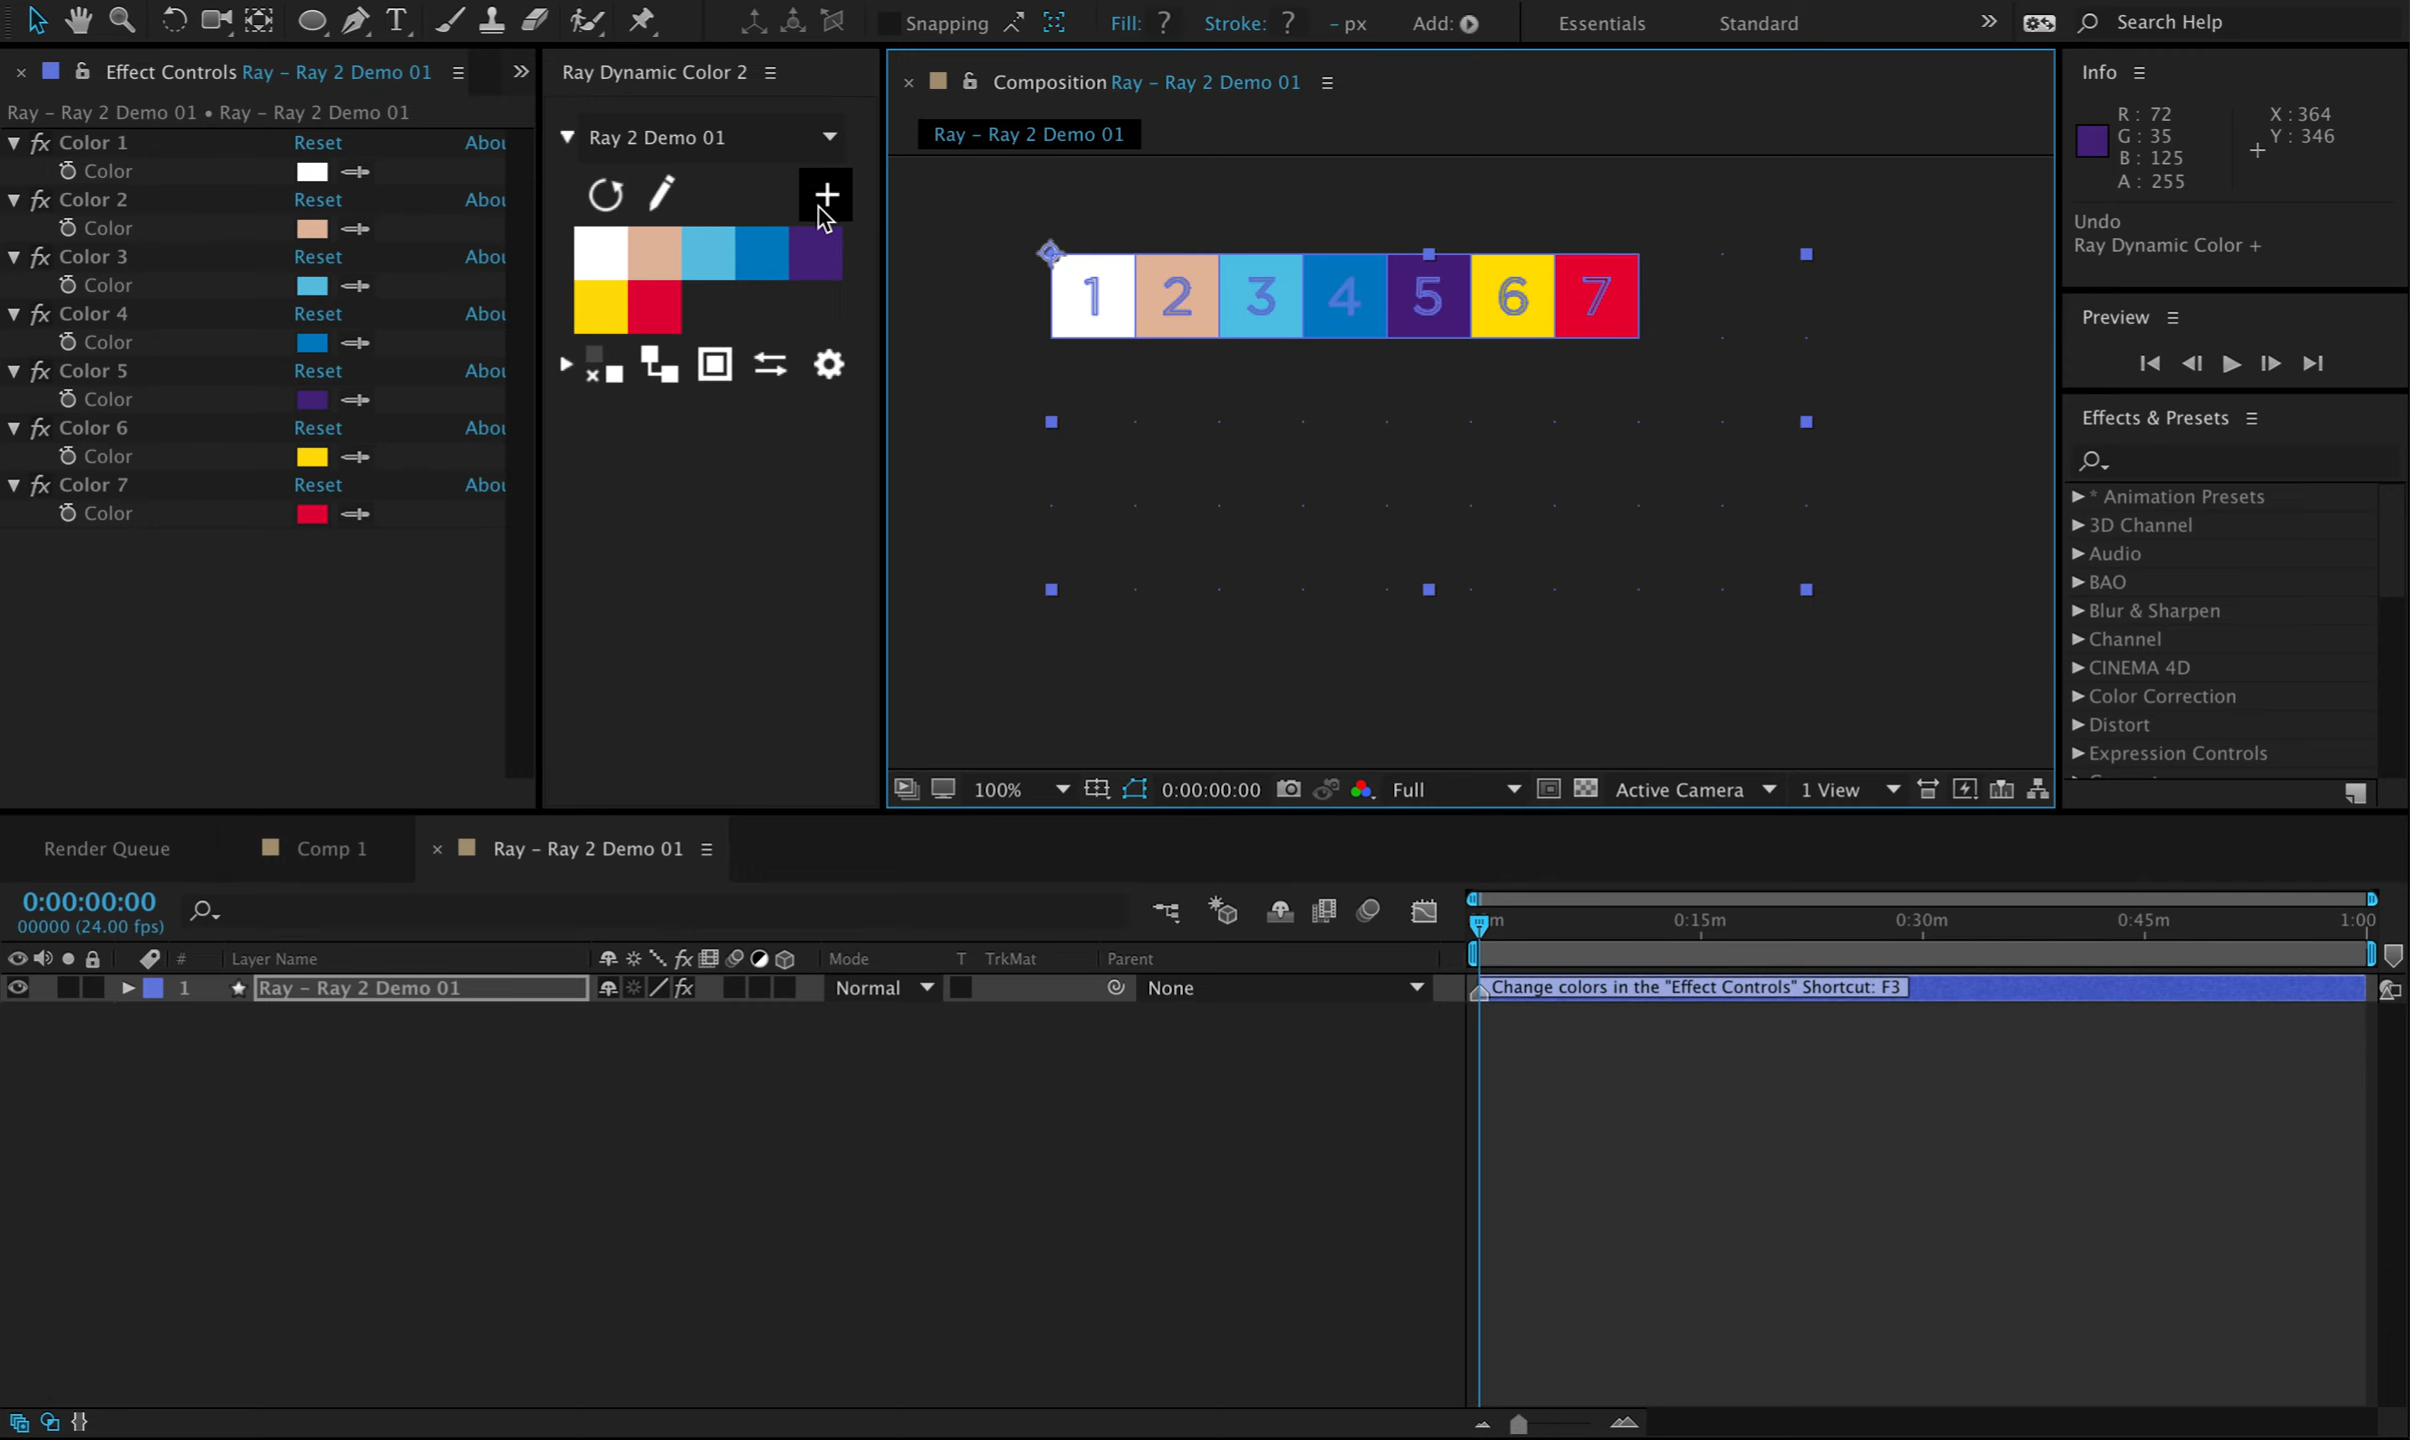 Snapping
Fill: ?
Stroke: ?
- px
Add:
Essentials
Standard
Search Help
Effect Controls Ray – Ray 2 Demo 01
Ray – Ray 2 Demo 01 • Ray – Ray 2 Demo 01
fx Color 1 Reset Abou
Color
fx Color 2 Reset Abou
Color
fx Color 3 Reset Abou
Color
fx Color 4 Reset Abou
Color
fx Color 5 Reset Abou
Color
fx Color 6 Reset Abou
Color
fx Color 7 Reset Abou
Color
Ray Dynamic Color 2
Ray 2 Demo 01
Composition Ray – Ray 2 Demo 01
Ray – Ray 2 Demo 01
1 2 3 4 5 6 7
100%
0:00:00:00
Full
Active Camera
1 View
Info
R: 72 X: 364
G: 35 Y: 346
B: 125
A: 255
Undo
Ray Dynamic Color +
Preview
Effects & Presets
* Animation Presets
3D Channel
Audio
BAO
Blur & Sharpen
Channel
CINEMA 4D
Color Correction
Distort
Expression Controls
Render Queue
Comp 1
Ray – Ray 2 Demo 01
0:00:00:00
00000 (24.00 fps)
m 0:15m 0:30m 0:45m 1:00
# Layer Name fx Mode T TrkMat Parent
1 Ray – Ray 2 Demo 01 fx Normal None
Change colors in the "Effect Controls" Shortcut: F3